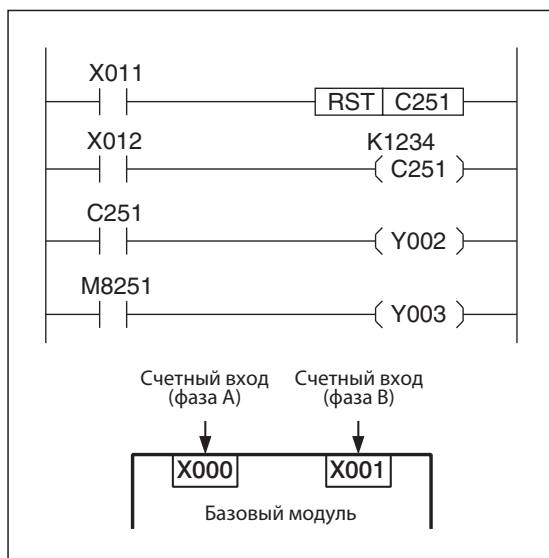 X011
RST C251
X012 K1234
C251
C251
Y002
M8251
Y003
Счетный вход (фаза A)
Счетный вход (фаза B)
X000 X001
Базовый модуль